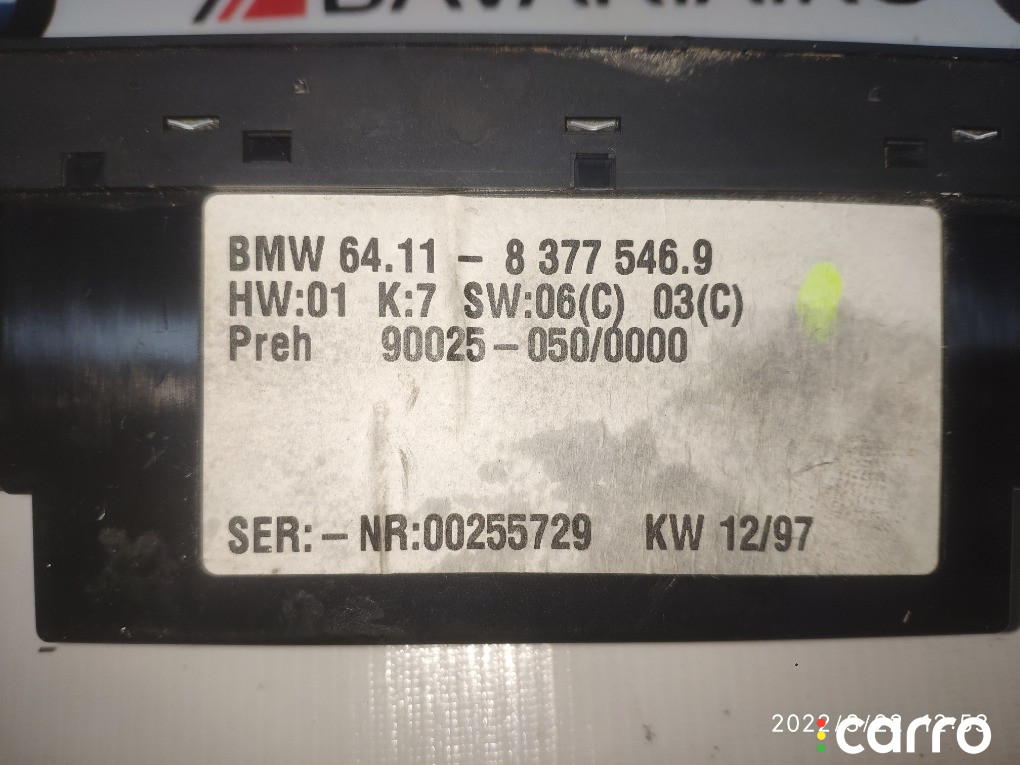 BMW 64.11 – 8 377 546.9
HW:01 K:7 SW:06(C) 03(C)
Preh 90025–050/0000
SER:–NR:00255729 KW 12/97
carro